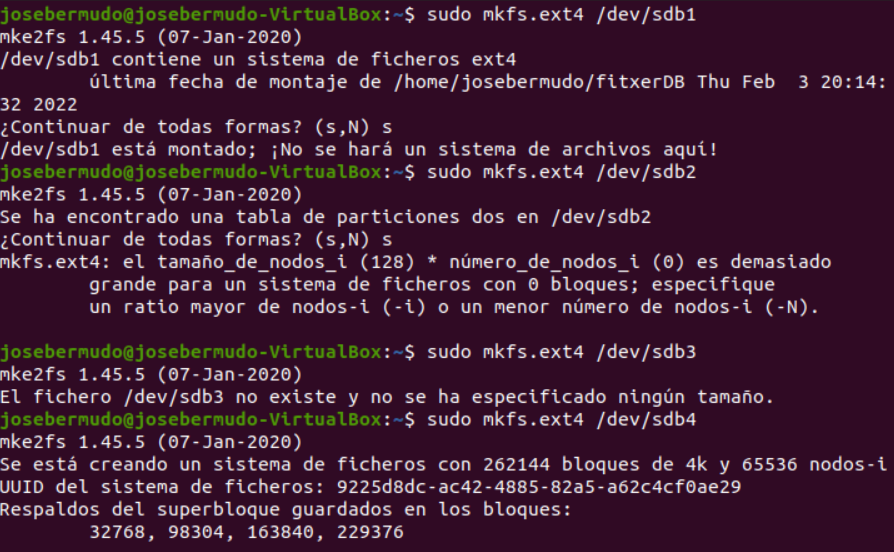 josebermudo@josebermudo-VirtualBox:~$ sudo mkfs.ext4 /dev/sdb1
mke2fs 1.45.5 (07-Jan-2020)
/dev/sdb1 contiene un sistema de ficheros ext4
        última fecha de montaje de /home/josebermudo/fitxerDB Thu Feb  3 20:14:
32 2022
¿Continuar de todas formas? (s,N) s
/dev/sdb1 está montado; ¡No se hará un sistema de archivos aquí!
josebermudo@josebermudo-VirtualBox:~$ sudo mkfs.ext4 /dev/sdb2
mke2fs 1.45.5 (07-Jan-2020)
Se ha encontrado una tabla de particiones dos en /dev/sdb2
¿Continuar de todas formas? (s,N) s
mkfs.ext4: el tamaño_de_nodos_i (128) * número_de_nodos_i (0) es demasiado
        grande para un sistema de ficheros con 0 bloques; especifique
        un ratio mayor de nodos-i (-i) o un menor número de nodos-i (-N).

josebermudo@josebermudo-VirtualBox:~$ sudo mkfs.ext4 /dev/sdb3
mke2fs 1.45.5 (07-Jan-2020)
El fichero /dev/sdb3 no existe y no se ha especificado ningún tamaño.
josebermudo@josebermudo-VirtualBox:~$ sudo mkfs.ext4 /dev/sdb4
mke2fs 1.45.5 (07-Jan-2020)
Se está creando un sistema de ficheros con 262144 bloques de 4k y 65536 nodos-i
UUID del sistema de ficheros: 9225d8dc-ac42-4885-82a5-a62c4cf0ae29
Respaldos del superbloque guardados en los bloques:
        32768, 98304, 163840, 229376